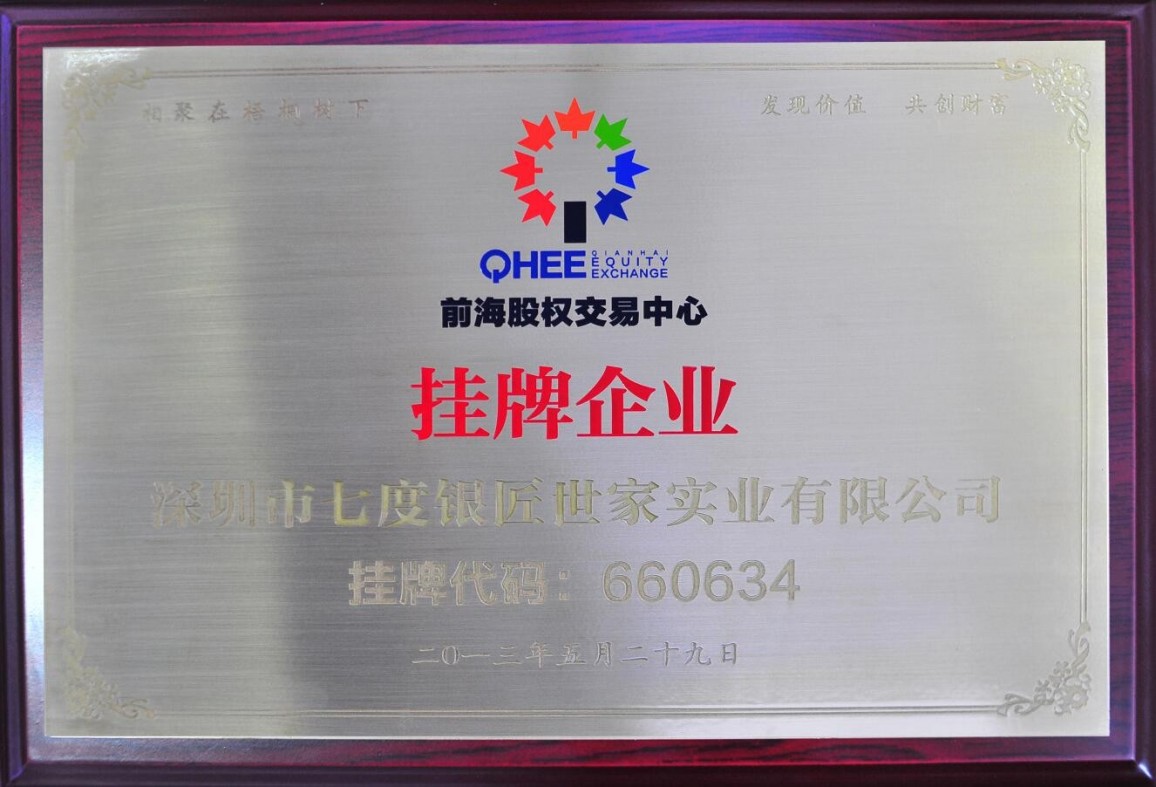 相聚在梧桐树下
发现价值 共创财富
QHEE QIANHAI EQUITY EXCHANGE
前海股权交易中心
挂牌企业
深圳市七度银匠世家实业有限公司
挂牌代码：660634
二〇一三年五月二十九日